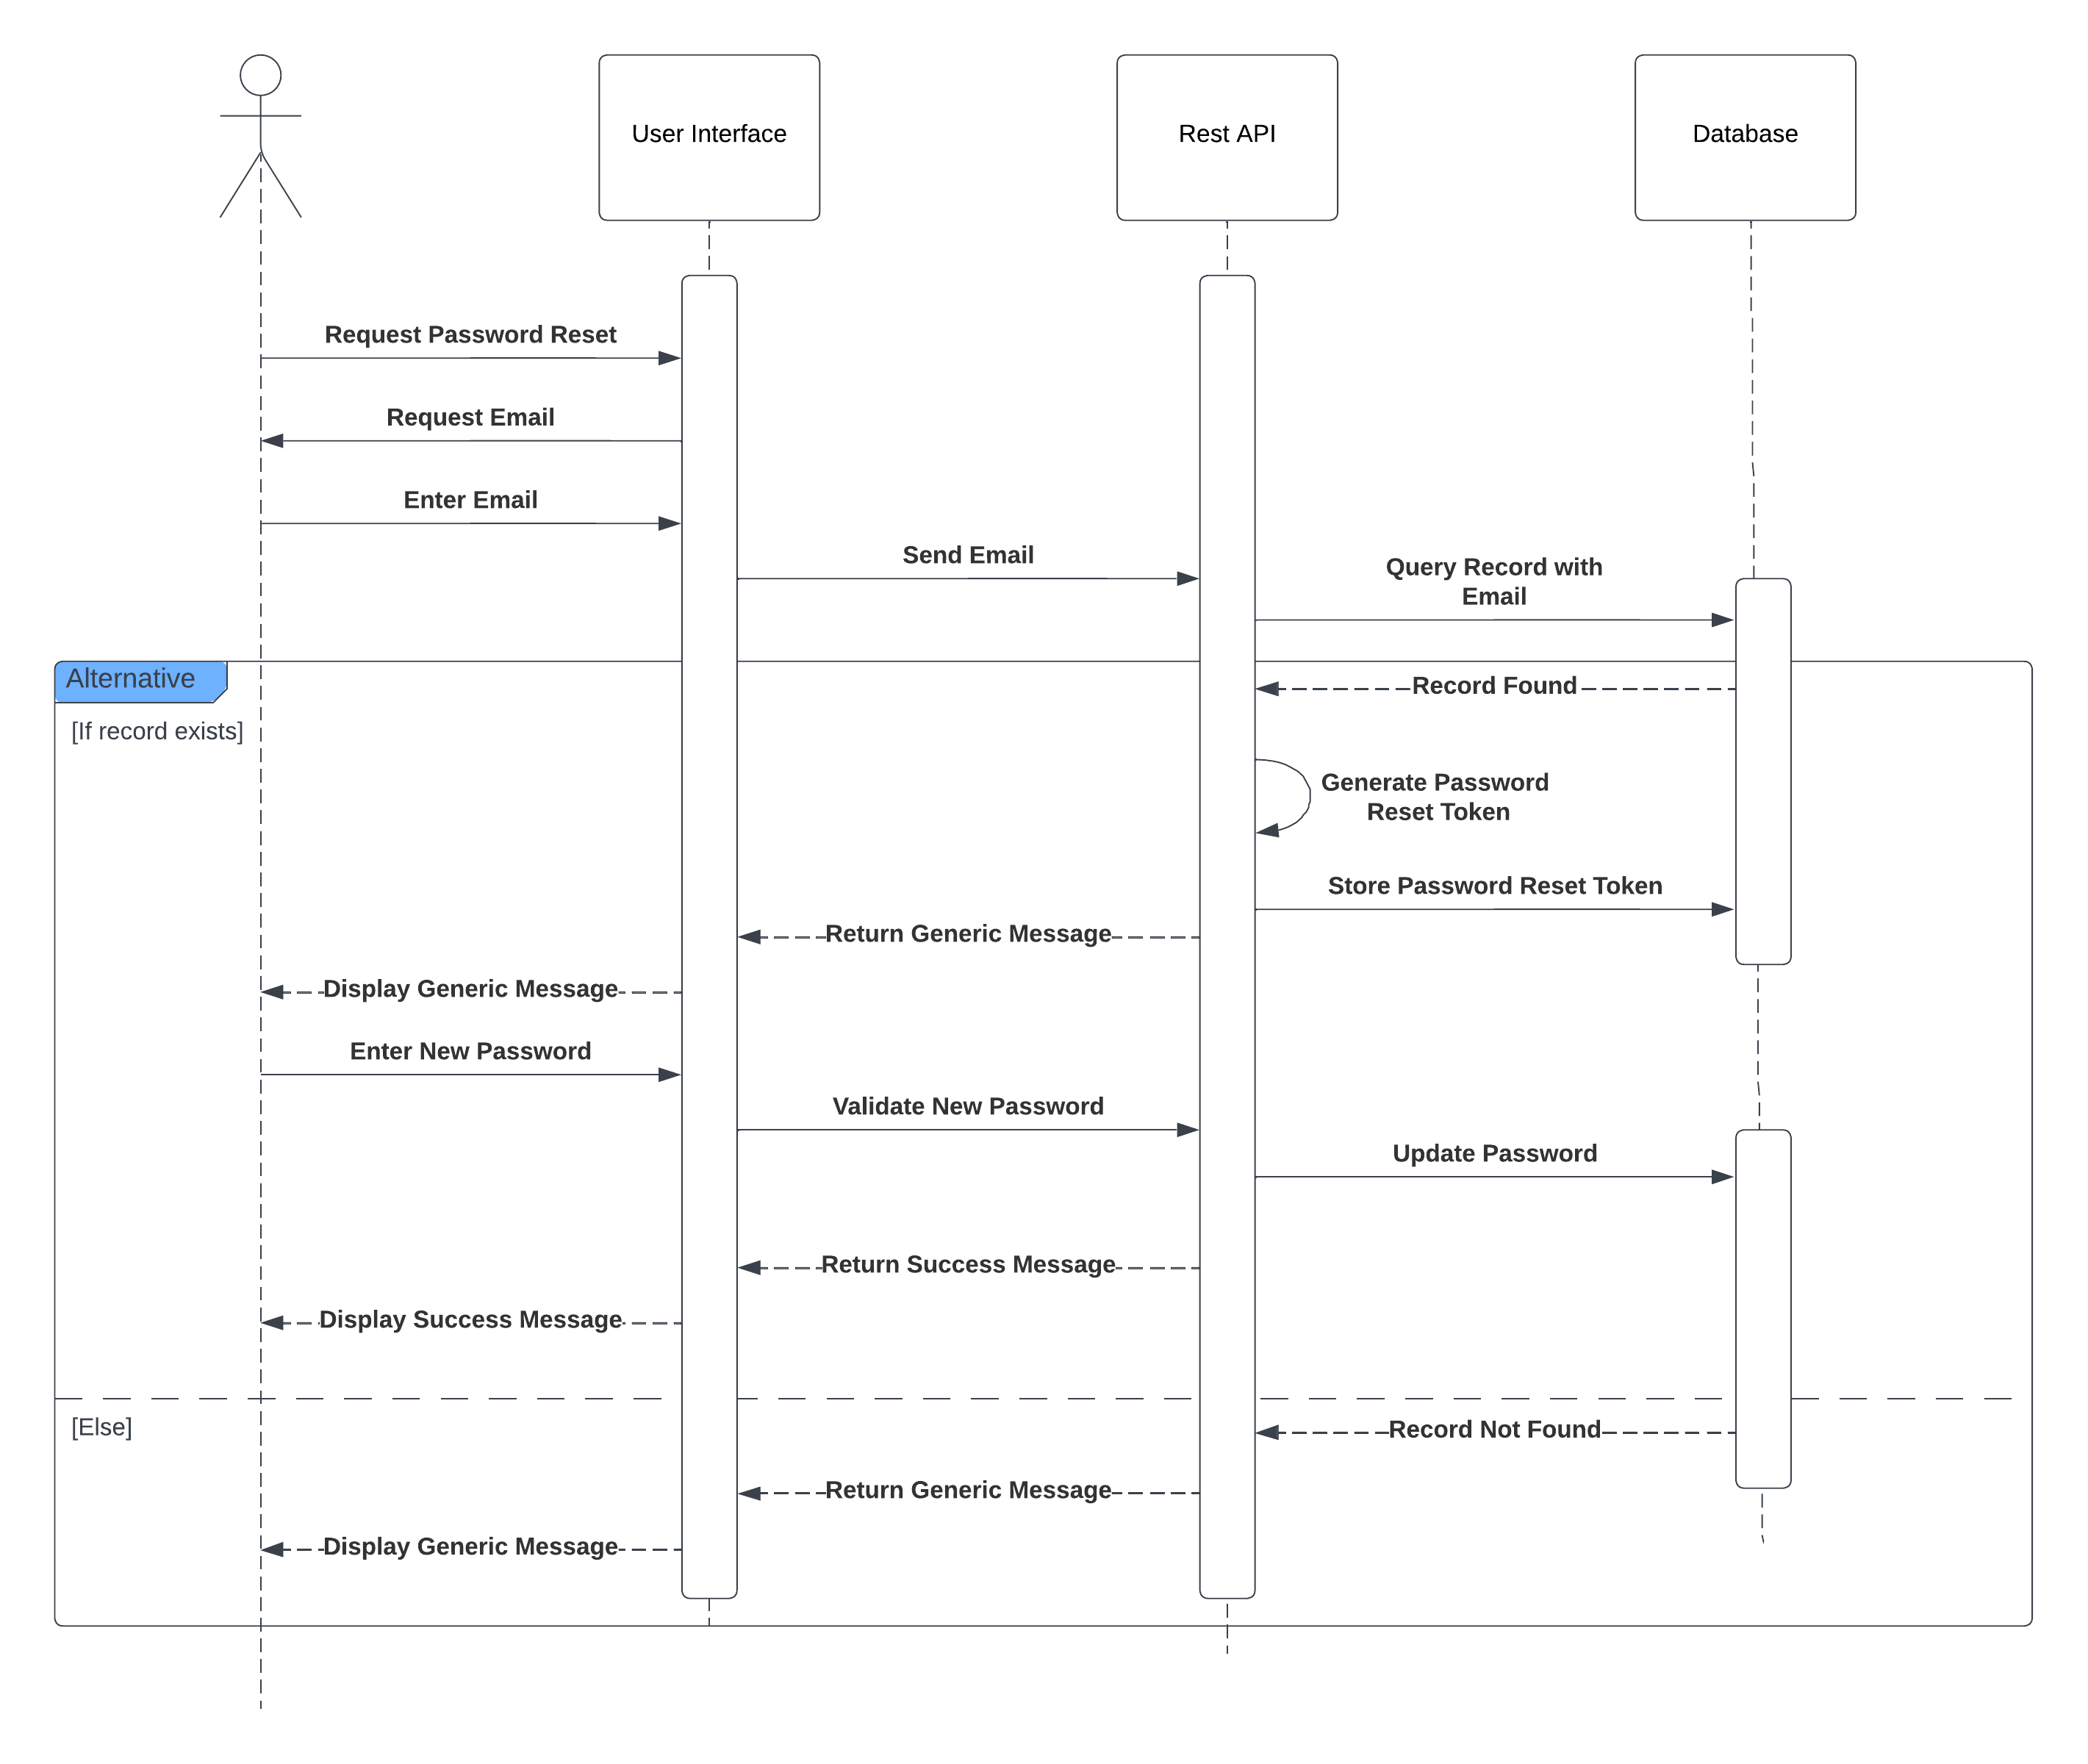 User Interface
Rest API
Database
Request Password Reset
Request Email
Enter Email
Send Email
Query Record with
Email
Alternative
Record Found
[If record exists]
Generate Password
Reset Token
Store Password Reset Token
Return Generic Message
Display Generic Message
Enter New Password
Validate New Password
Update Password
Return Success Message
Display Success Message
[Else]
Record Not Found
Return Generic Message
Display Generic Message